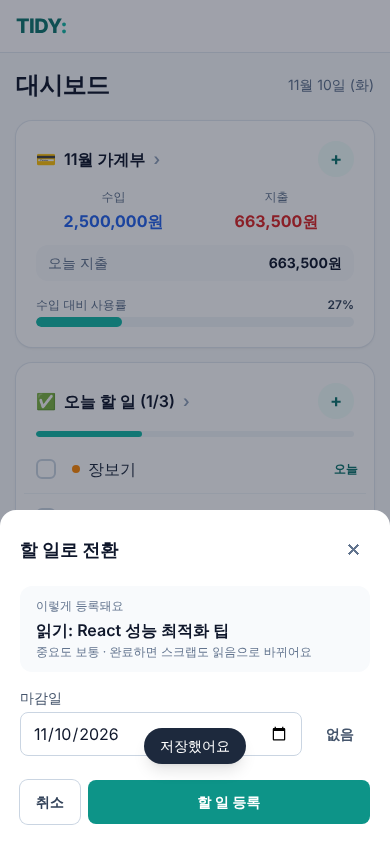 TIDY:
대시보드
11월 10일 (화)
💳 11월 가계부 ›
+
수입
지출
2,500,000원
663,500원
오늘 지출
663,500원
수입 대비 사용률
27%
✅ 오늘 할 일 (1/3) ›
+
장보기
오늘
할 일로 전환
✕
이렇게 등록돼요
읽기: React 성능 최적화 팁
중요도 보통 · 완료하면 스크랩도 읽음으로 바뀌어요
마감일
11/10/2026
없음
저장했어요
취소
할 일 등록